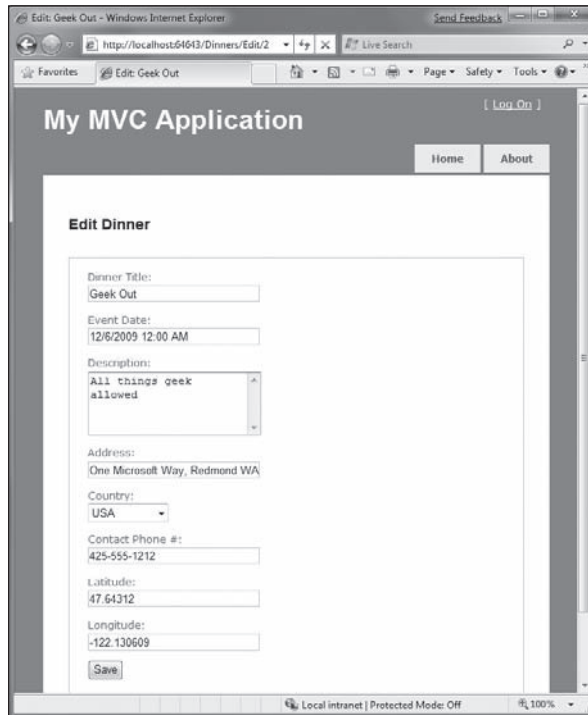 Edit: Geek Out - Windows Internet Explorer
Send Feedback
http://localhost:64643/Dinners/Edit/2
Live Search
Favorites
Edit: Geek Out
Page
Safety
Tools
My MVC Application
[ Log On ]
Home
About
Edit Dinner
Dinner Title:
Geek Out
Event Date:
12/6/2009 12:00 AM
Description:
All things geek
allowed
Address:
One Microsoft Way, Redmond WA
Country:
USA
Contact Phone #:
425-555-1212
Latitude:
47.64312
Longitude:
-122.130609
Save
Local intranet | Protected Mode: Off
100%